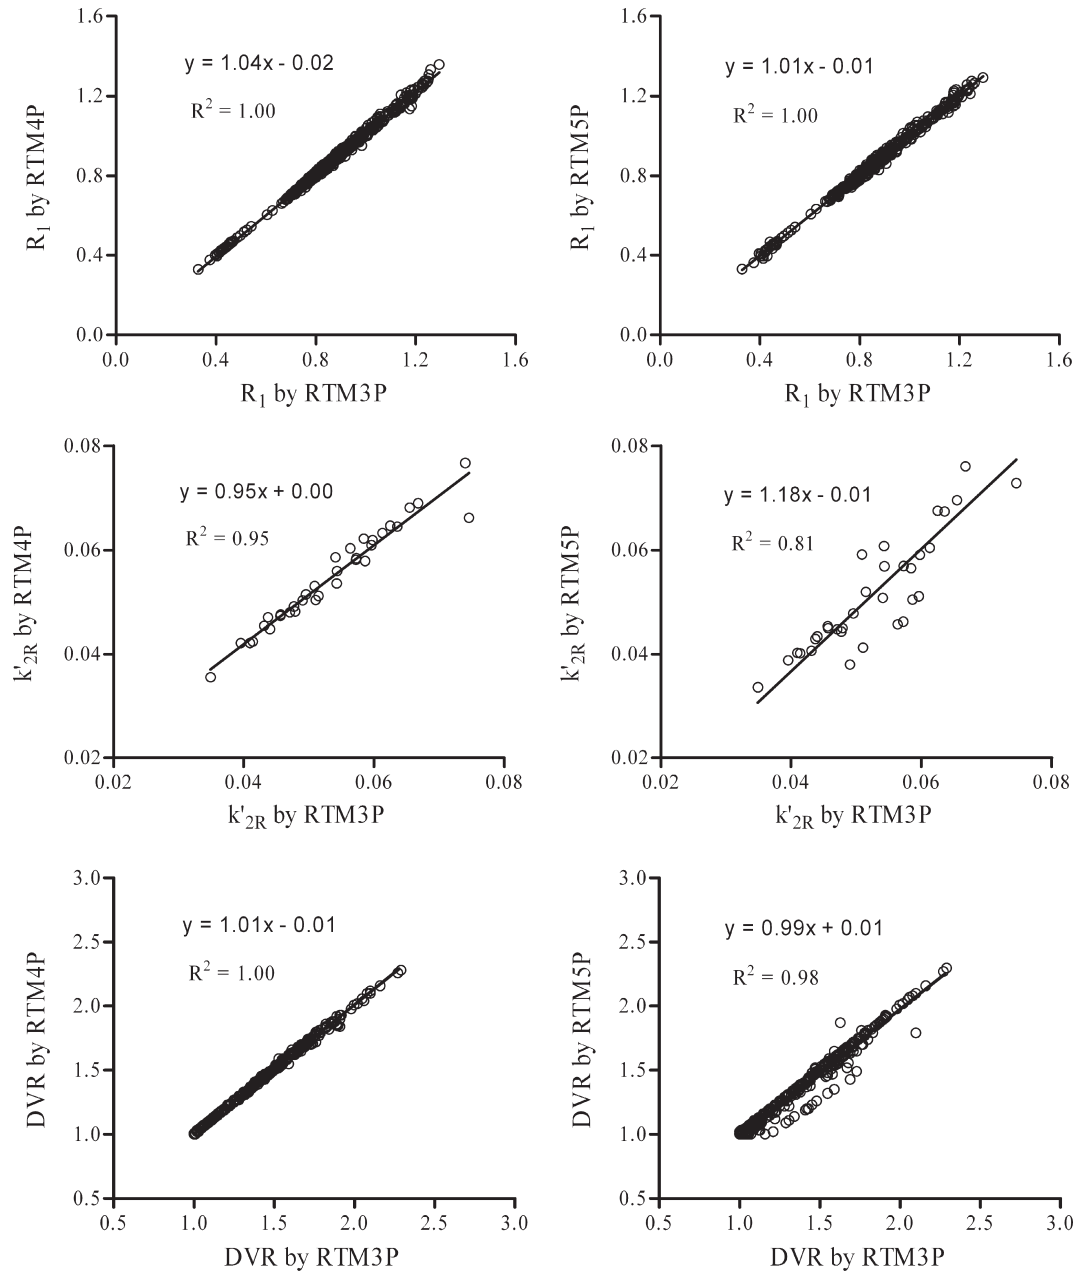 1.6
1.2
0.8
0.4
0.0
R1 by RTM4P
y = 1.04x - 0.02
R2 = 1.00
0.0 0.4 0.8 1.2 1.6
R1 by RTM3P
1.6
1.2
0.8
0.4
0.0
R1 by RTM5P
y = 1.01x - 0.01
R2 = 1.00
0.0 0.4 0.8 1.2 1.6
R1 by RTM3P
0.08
0.06
0.04
0.02
k'2R by RTM4P
y = 0.95x + 0.00
R2 = 0.95
0.02 0.04 0.06 0.08
k'2R by RTM3P
0.08
0.06
0.04
0.02
k'2R by RTM5P
y = 1.18x - 0.01
R2 = 0.81
0.02 0.04 0.06 0.08
k'2R by RTM3P
3.0
2.5
2.0
1.5
1.0
0.5
DVR by RTM4P
y = 1.01x - 0.01
R2 = 1.00
0.5 1.0 1.5 2.0 2.5 3.0
DVR by RTM3P
3.0
2.5
2.0
1.5
1.0
0.5
DVR by RTM5P
y = 0.99x + 0.01
R2 = 0.98
0.5 1.0 1.5 2.0 2.5 3.0
DVR by RTM3P